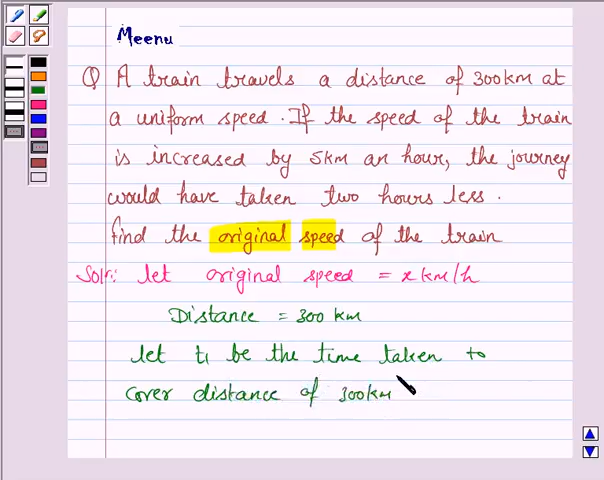 Meenu
Q A train travels a distance of 300km at
a uniform speed. If the speed of the train
is increased by 5km an hour, the journey
would have taken two hours less.
find the original speed of the train
Soln: let original speed = x km/h
Distance = 300 km
let t1 be the time taken to
cover distance of 300km